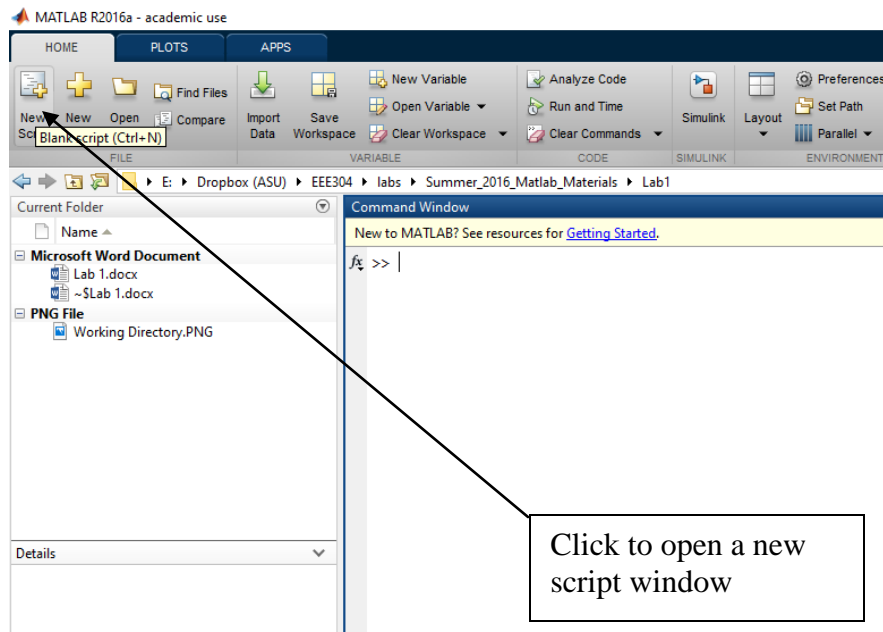 MATLAB R2016a - academic use
HOME PLOTS APPS
New Variable Analyze Code Preferences
Find Files
Open Variable Run and Time Set Path
New New Open Compare Import Save Simulink Layout
Data Workspace Clear Workspace Clear Commands Parallel
Blank script (Ctrl+N)
FILE VARIABLE CODE SIMULINK ENVIRONMENT
E: Dropbox (ASU) EEE304 labs Summer_2016_Matlab_Materials Lab1
Current Folder Command Window
Name New to MATLAB? See resources for Getting Started.
Microsoft Word Document fx >>
Lab 1.docx
~$Lab 1.docx
PNG File
Working Directory.PNG
Click to open a new
script window
Details